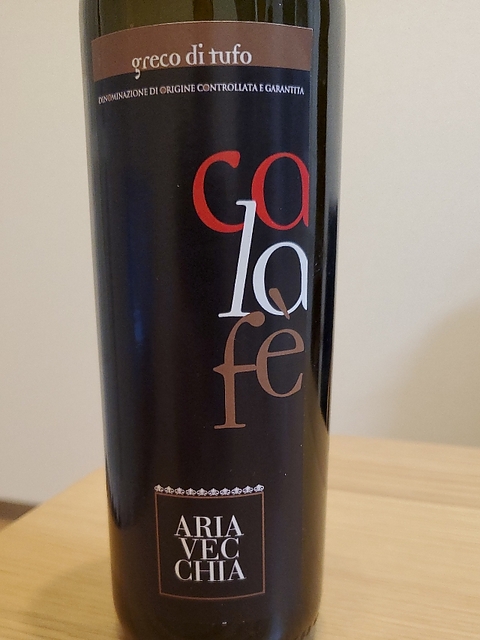 greco di tufo
DENOMINAZIONE DI ORIGINE CONTROLLATA E GARANTITA
ca
la
fè
ARIA
VEC
CHIA